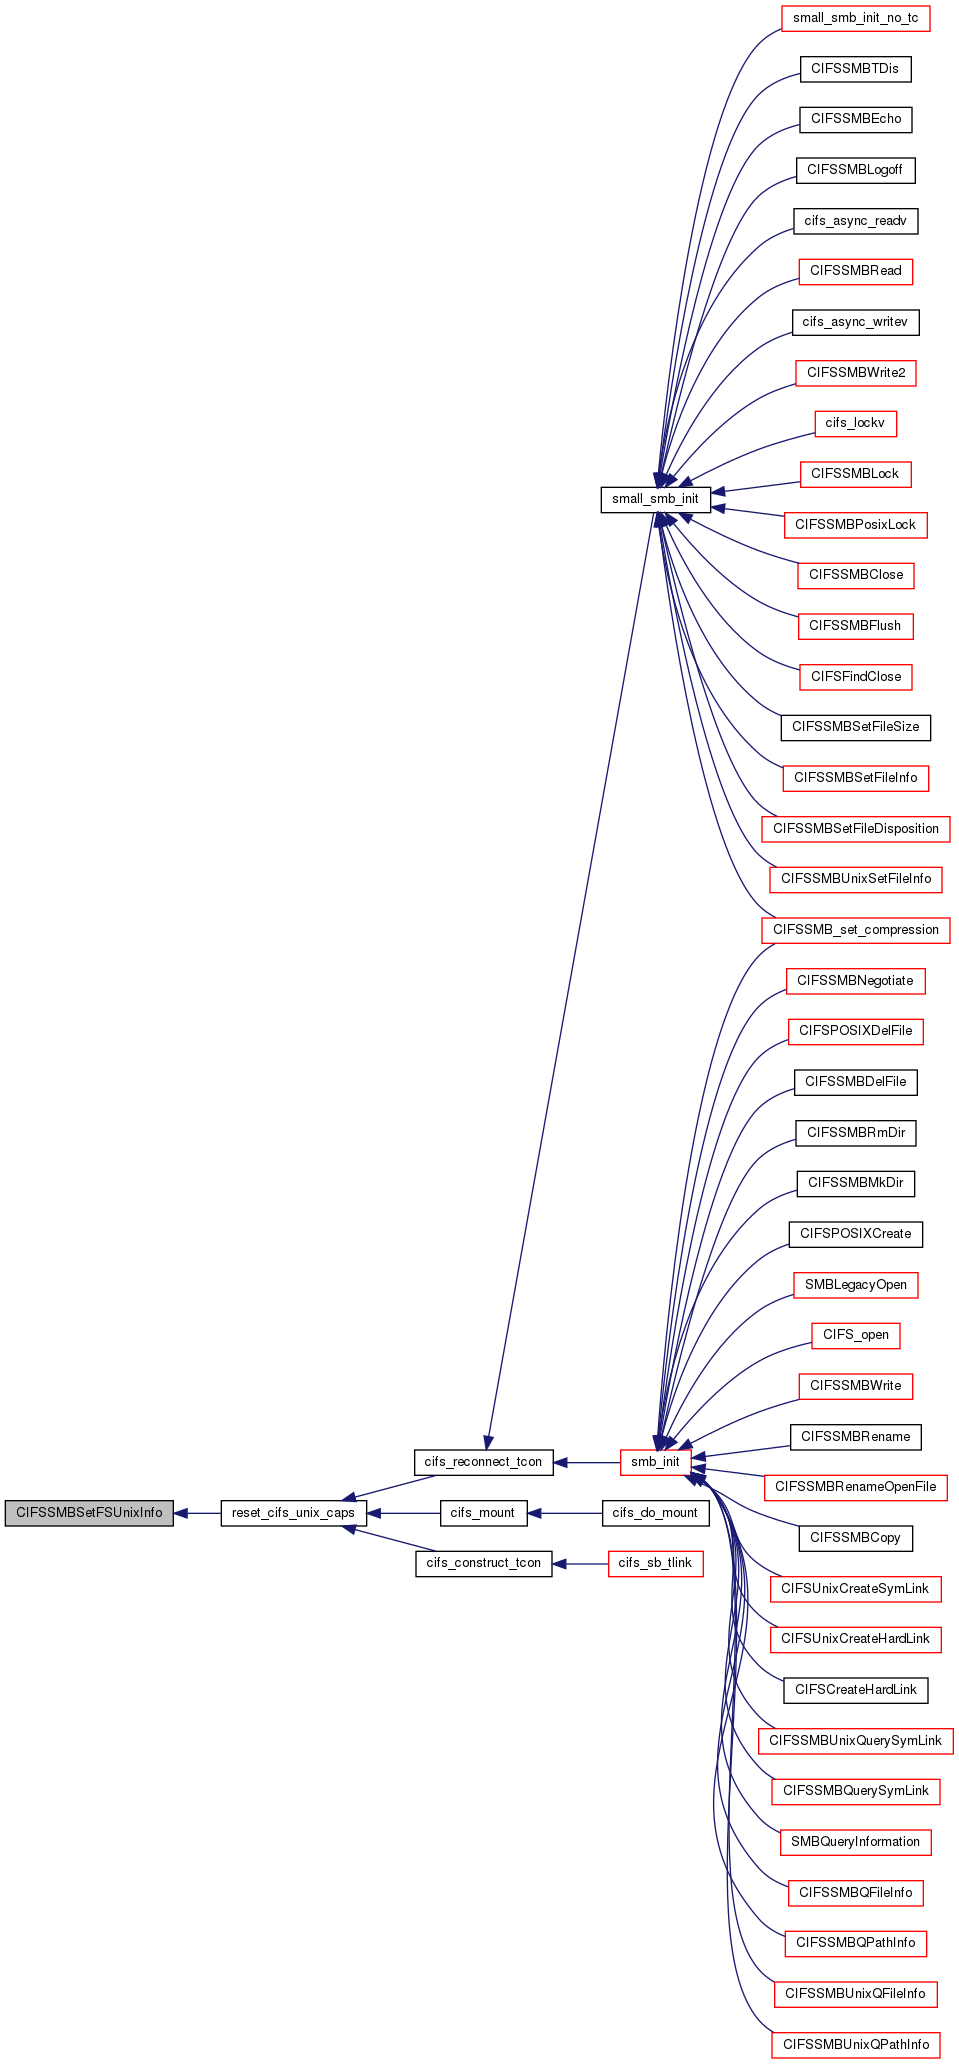 small_smb_init_no_tc
CIFSSMBTDis
CIFSSMBEcho
CIFSSMBLogoff
cifs_async_readv
CIFSSMBRead
cifs_async_writev
CIFSSMBWrite2
cifs_lockv
CIFSSMBLock
small_smb_init
CIFSSMBPosixLock
CIFSSMBClose
CIFSSMBFlush
CIFSFindClose
CIFSSMBSetFileSize
CIFSSMBSetFileInfo
CIFSSMBSetFileDisposition
CIFSSMBUnixSetFileInfo
CIFSSMB_set_compression
CIFSSMBNegotiate
CIFSPOSIXDelFile
CIFSSMBDelFile
CIFSSMBRmDir
CIFSSMBMkDir
CIFSPOSIXCreate
SMBLegacyOpen
CIFS_open
CIFSSMBWrite
CIFSSMBRename
cifs_reconnect_tcon
smb_init
CIFSSMBRenameOpenFile
CIFSSMBSetFSUnixInfo
reset_cifs_unix_caps
cifs_mount
cifs_do_mount
CIFSSMBCopy
cifs_construct_tcon
cifs_sb_tlink
CIFSUnixCreateSymLink
CIFSUnixCreateHardLink
CIFSCreateHardLink
CIFSSMBUnixQuerySymLink
CIFSSMBQuerySymLink
SMBQueryInformation
CIFSSMBQFileInfo
CIFSSMBQPathInfo
CIFSSMBUnixQFileInfo
CIFSSMBUnixQPathInfo